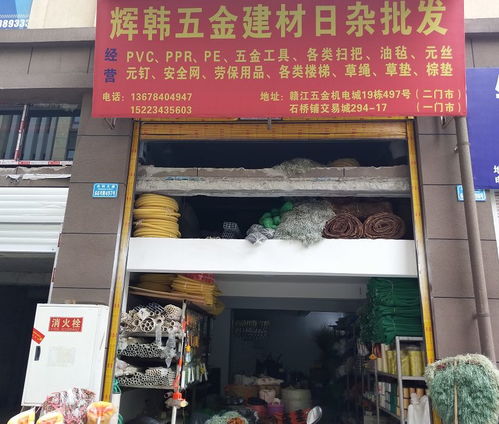 辉韩五金建材日杂批发
经营
PVC、PPR、PE、五金工具、各类扫把、油毡、元丝
元钉、安全网、劳保用品、各类楼梯、草绳、草垫、棕垫
电话：13678404947
15223435603
地址：赣江五金机电城19栋497号（二门市）
石桥铺交易城294-17（一门市）
消火栓